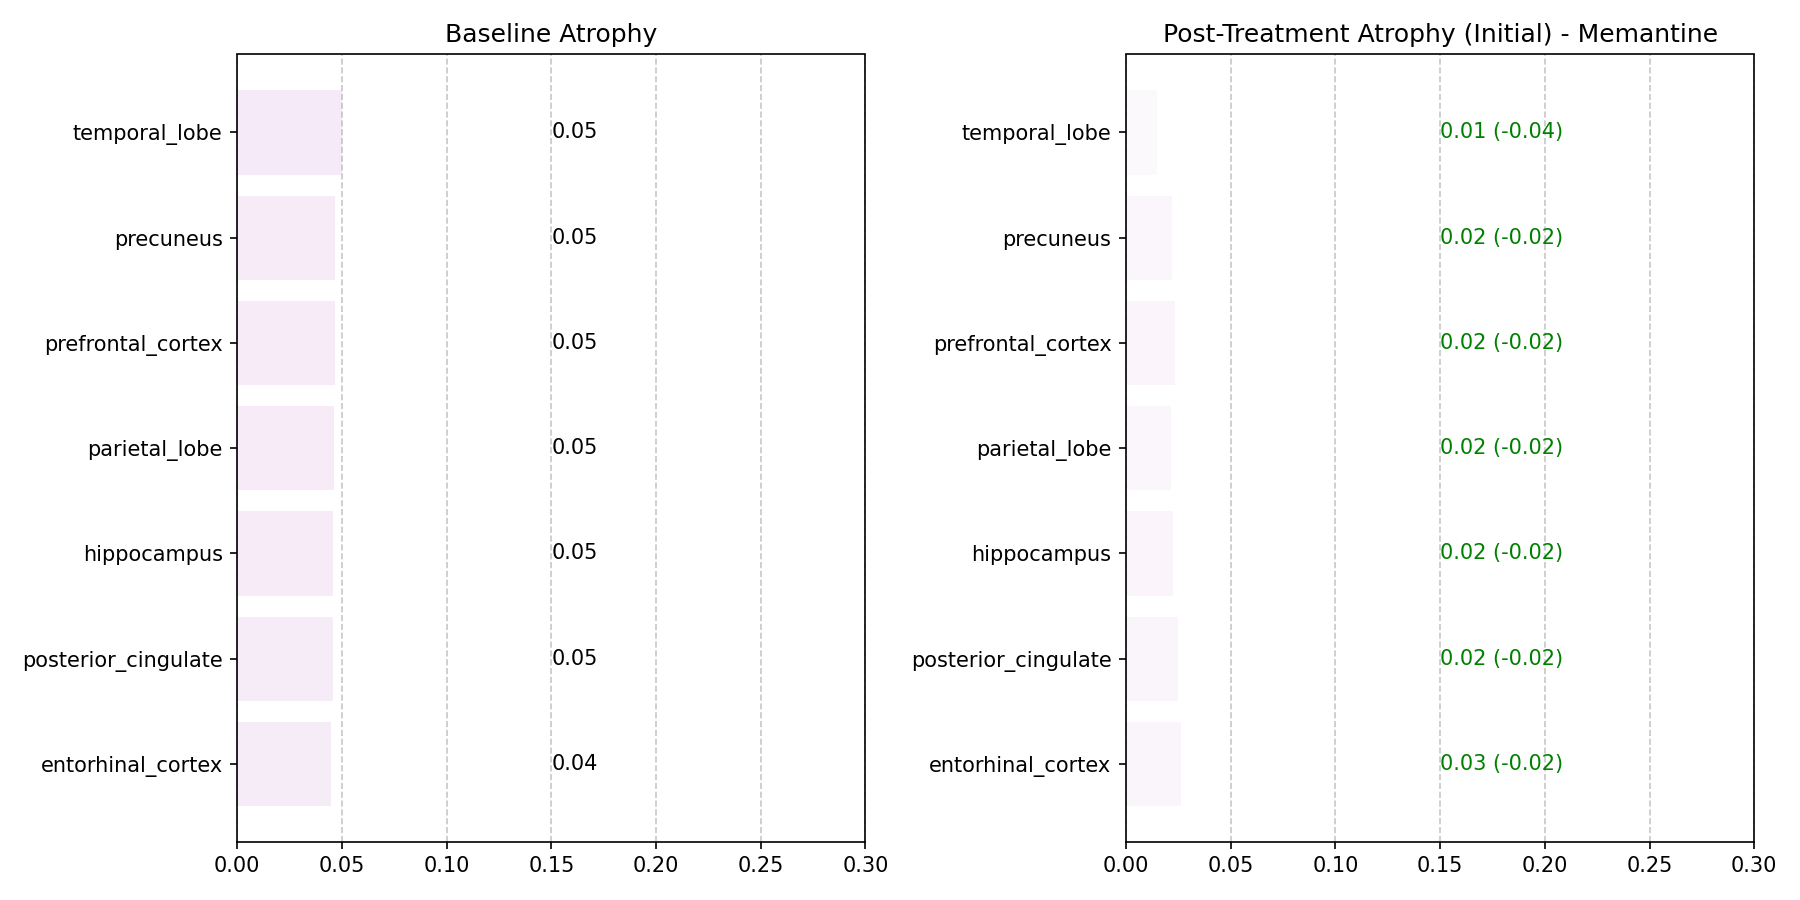 Baseline Atrophy
temporal_lobe 0.05
precuneus 0.05
prefrontal_cortex 0.05
parietal_lobe 0.05
hippocampus 0.05
posterior_cingulate 0.05
entorhinal_cortex 0.04
0.00 0.05 0.10 0.15 0.20 0.25 0.30
Post-Treatment Atrophy (Initial) - Memantine
temporal_lobe 0.01 (-0.04)
precuneus 0.02 (-0.02)
prefrontal_cortex 0.02 (-0.02)
parietal_lobe 0.02 (-0.02)
hippocampus 0.02 (-0.02)
posterior_cingulate 0.02 (-0.02)
entorhinal_cortex 0.03 (-0.02)
0.00 0.05 0.10 0.15 0.20 0.25 0.30